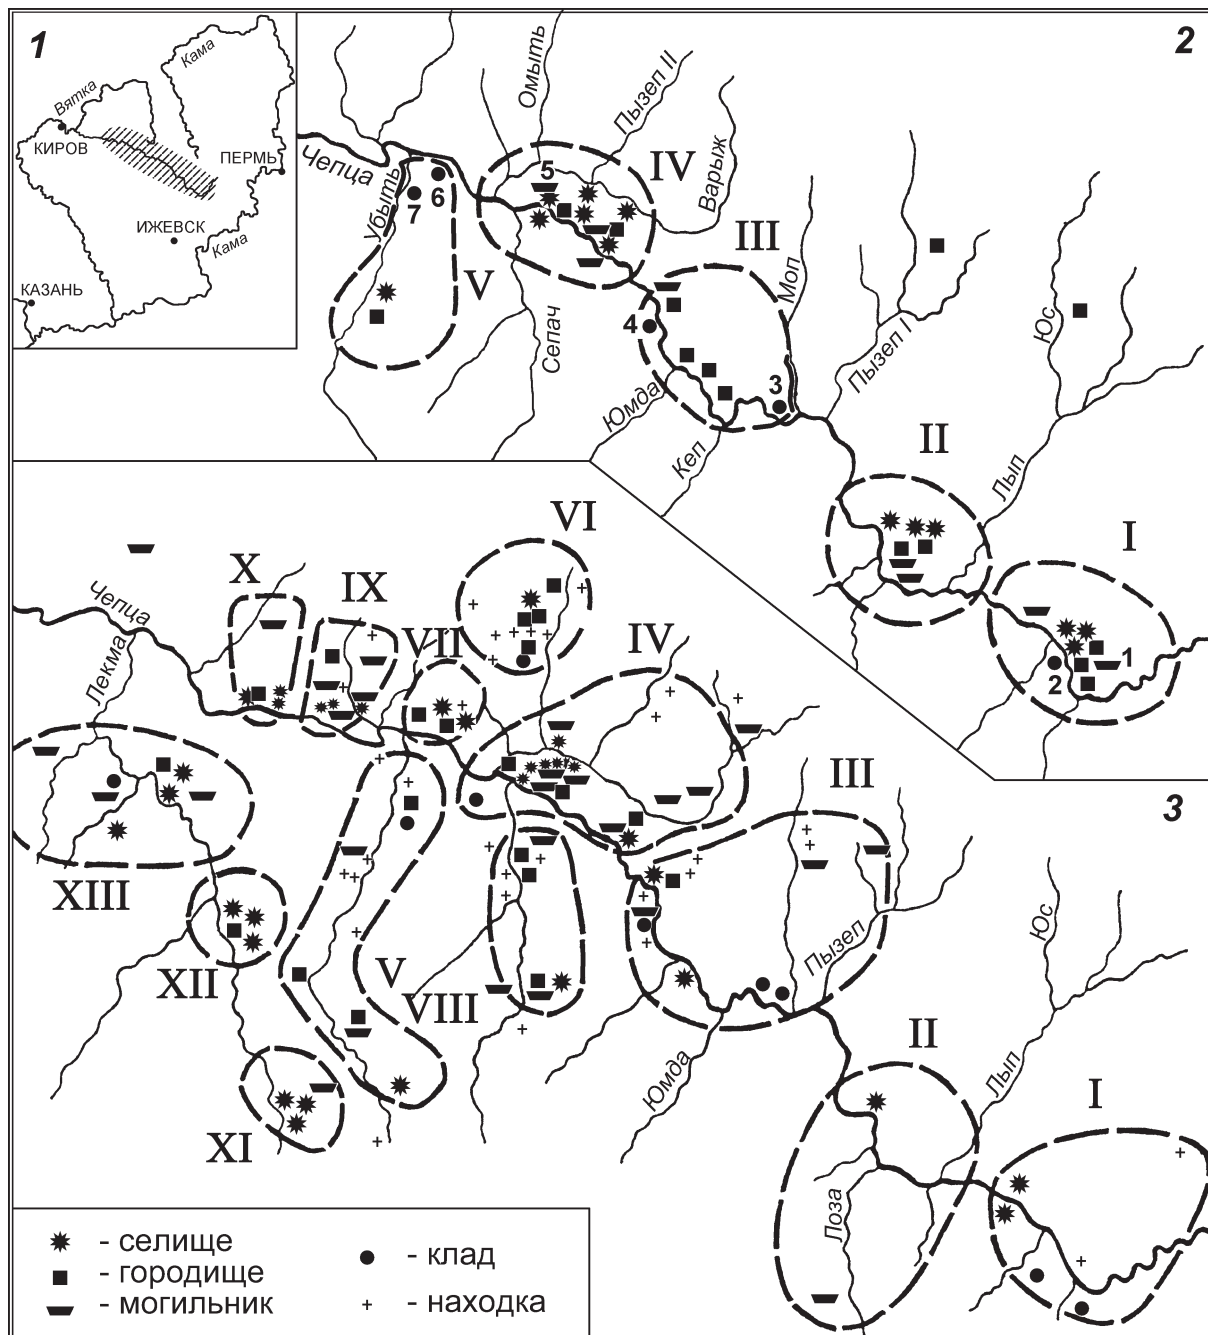 1
Кама
Вятка
КИРОВ
ПЕРМЬ
ИЖЕВСК
Кама
КАЗАНЬ
2
Омыть
Пызеп II
Варыж
Чепца
Убыть
7
6
5
IV
V
Сепач
III
Моп
4
3
Юмда
Кеп
Пызеп I
Юс
Лып
II
I
1
2
3
Чепца
Лекма
X
IX
VII
VI
IV
III
XIII
XII
XI
V
VIII
Пызеп
Юмда
Юс
Лып
II
I
Лоза
- селище
- городище
- могильник
- клад
- находка